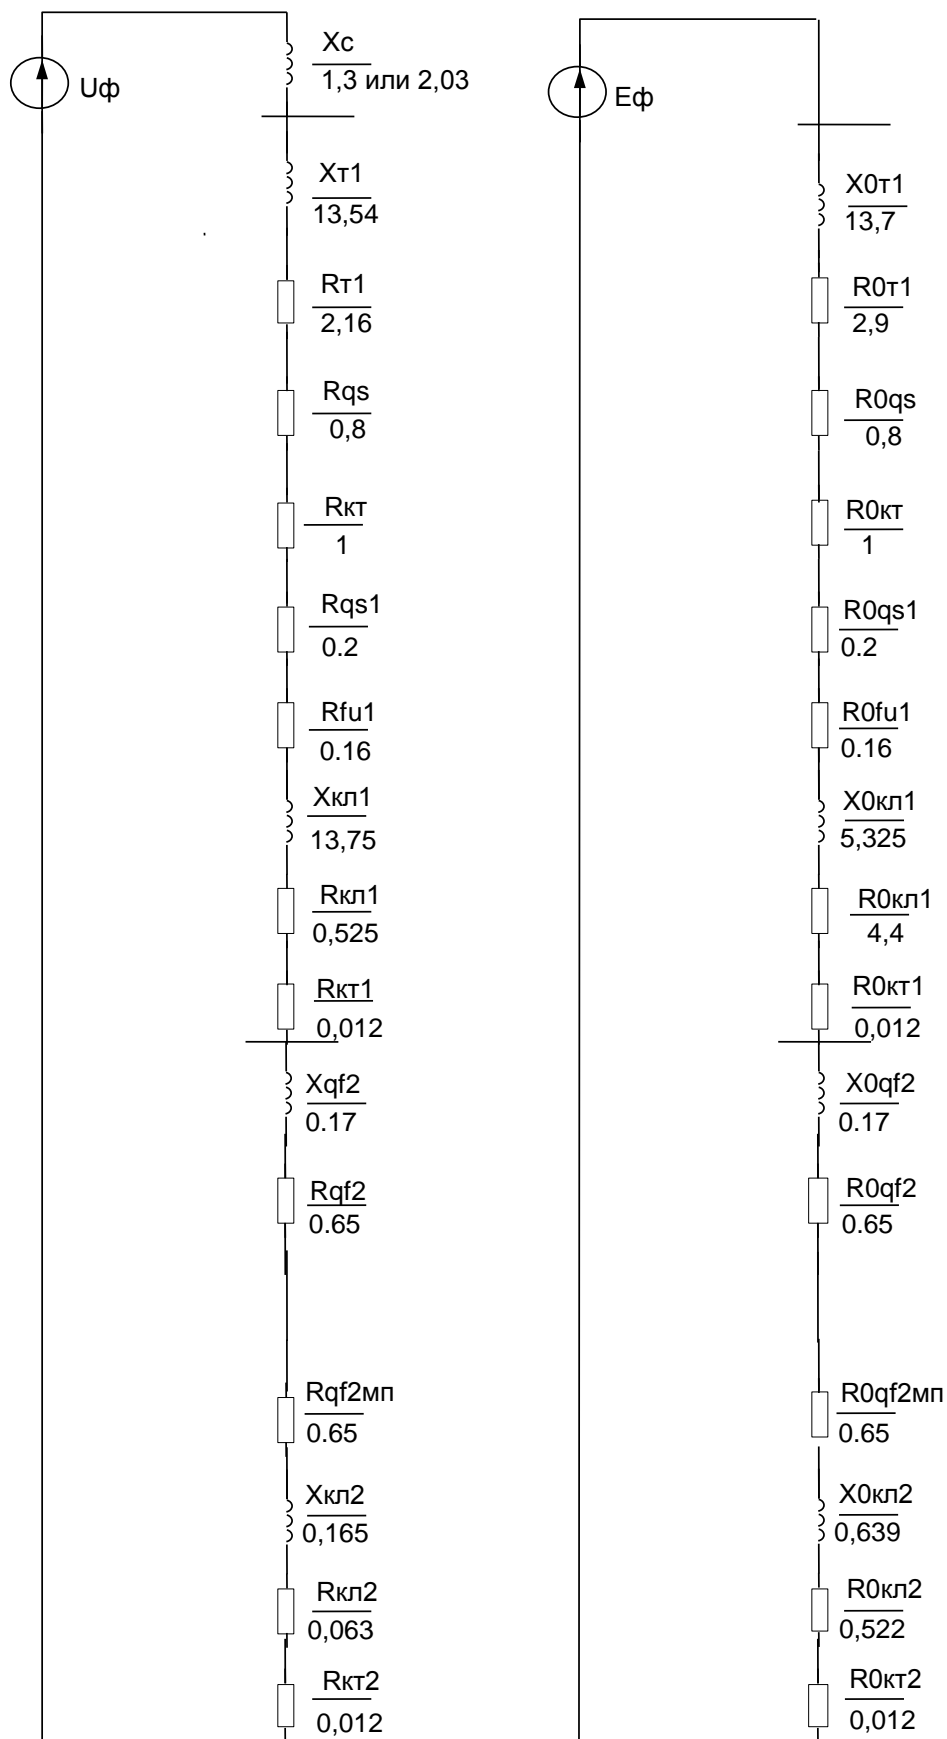 Uф
Xc
1,3 или 2,03
Xт1
13,54
Rт1
2,16
Rqs
0,8
Rкт
1
Rqs1
0.2
Rfu1
0.16
Xкл1
13,75
Rкл1
0,525
Rкт1
0,012
Xqf2
0.17
Rqf2
0.65
Rqf2мп
0.65
Xкл2
0,165
Rкл2
0,063
Rкт2
0,012
Eф
X0т1
13,7
R0т1
2,9
R0qs
0,8
R0кт
1
R0qs1
0.2
R0fu1
0.16
X0кл1
5,325
R0кл1
4,4
R0кт1
0,012
X0qf2
0.17
R0qf2
0.65
R0qf2мп
0.65
X0кл2
0,639
R0кл2
0,522
R0кт2
0,012